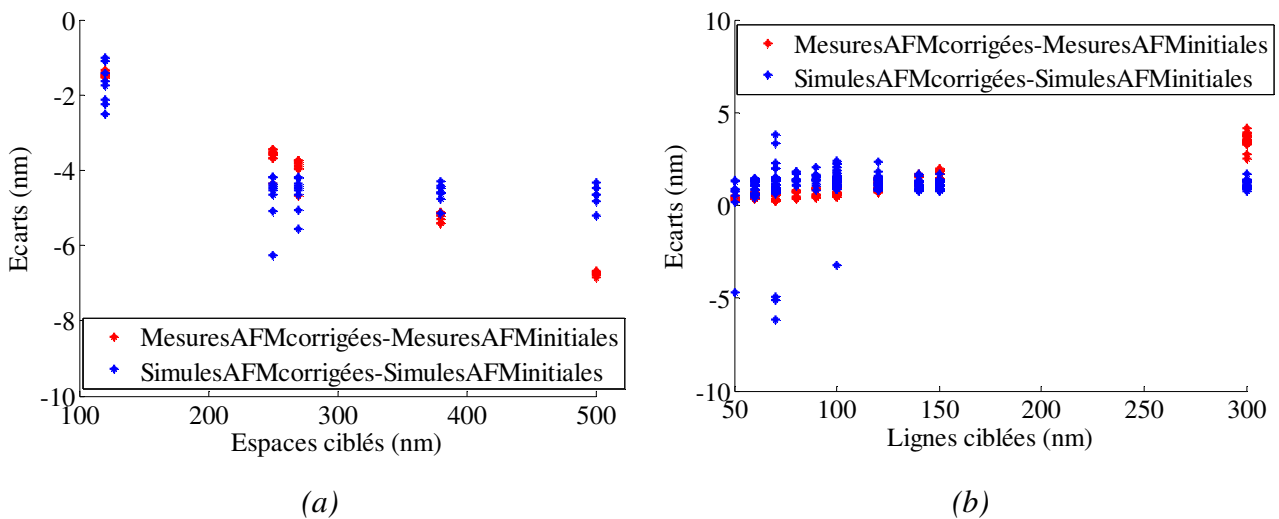 0
-2
-4
-6
-8
-10
Ecarts (nm)
MesuresAFMcorrigées-MesuresAFMinitiales
SimulesAFMcorrigées-SimulesAFMinitiales
100 200 300 400 500
Espaces ciblés (nm)
(a)
10
5
0
-5
-10
Ecarts (nm)
MesuresAFMcorrigées-MesuresAFMinitiales
SimulesAFMcorrigées-SimulesAFMinitiales
50 100 150 200 250 300
Lignes ciblées (nm)
(b)